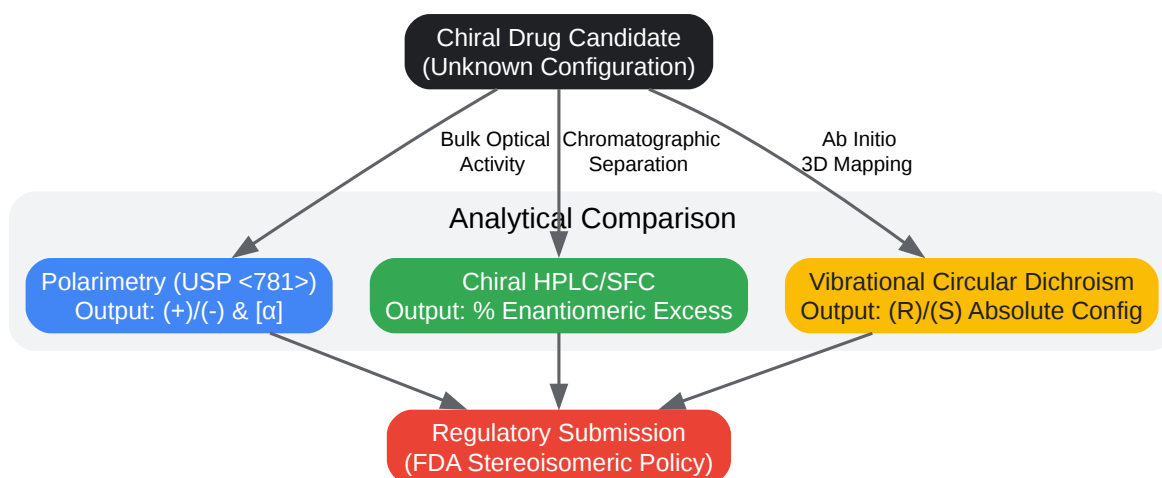 Chiral Drug Candidate
(Unknown Configuration)
Bulk Optical
Activity
Chromatographic
Separation
Ab Initio
3D Mapping
Analytical Comparison
Polarimetry (USP <781>)
Output: (+)/(-) & [α]
Chiral HPLC/SFC
Output: % Enantiomeric Excess
Vibrational Circular Dichroism
Output: (R)/(S) Absolute Config
Regulatory Submission
(FDA Stereoisomeric Policy)